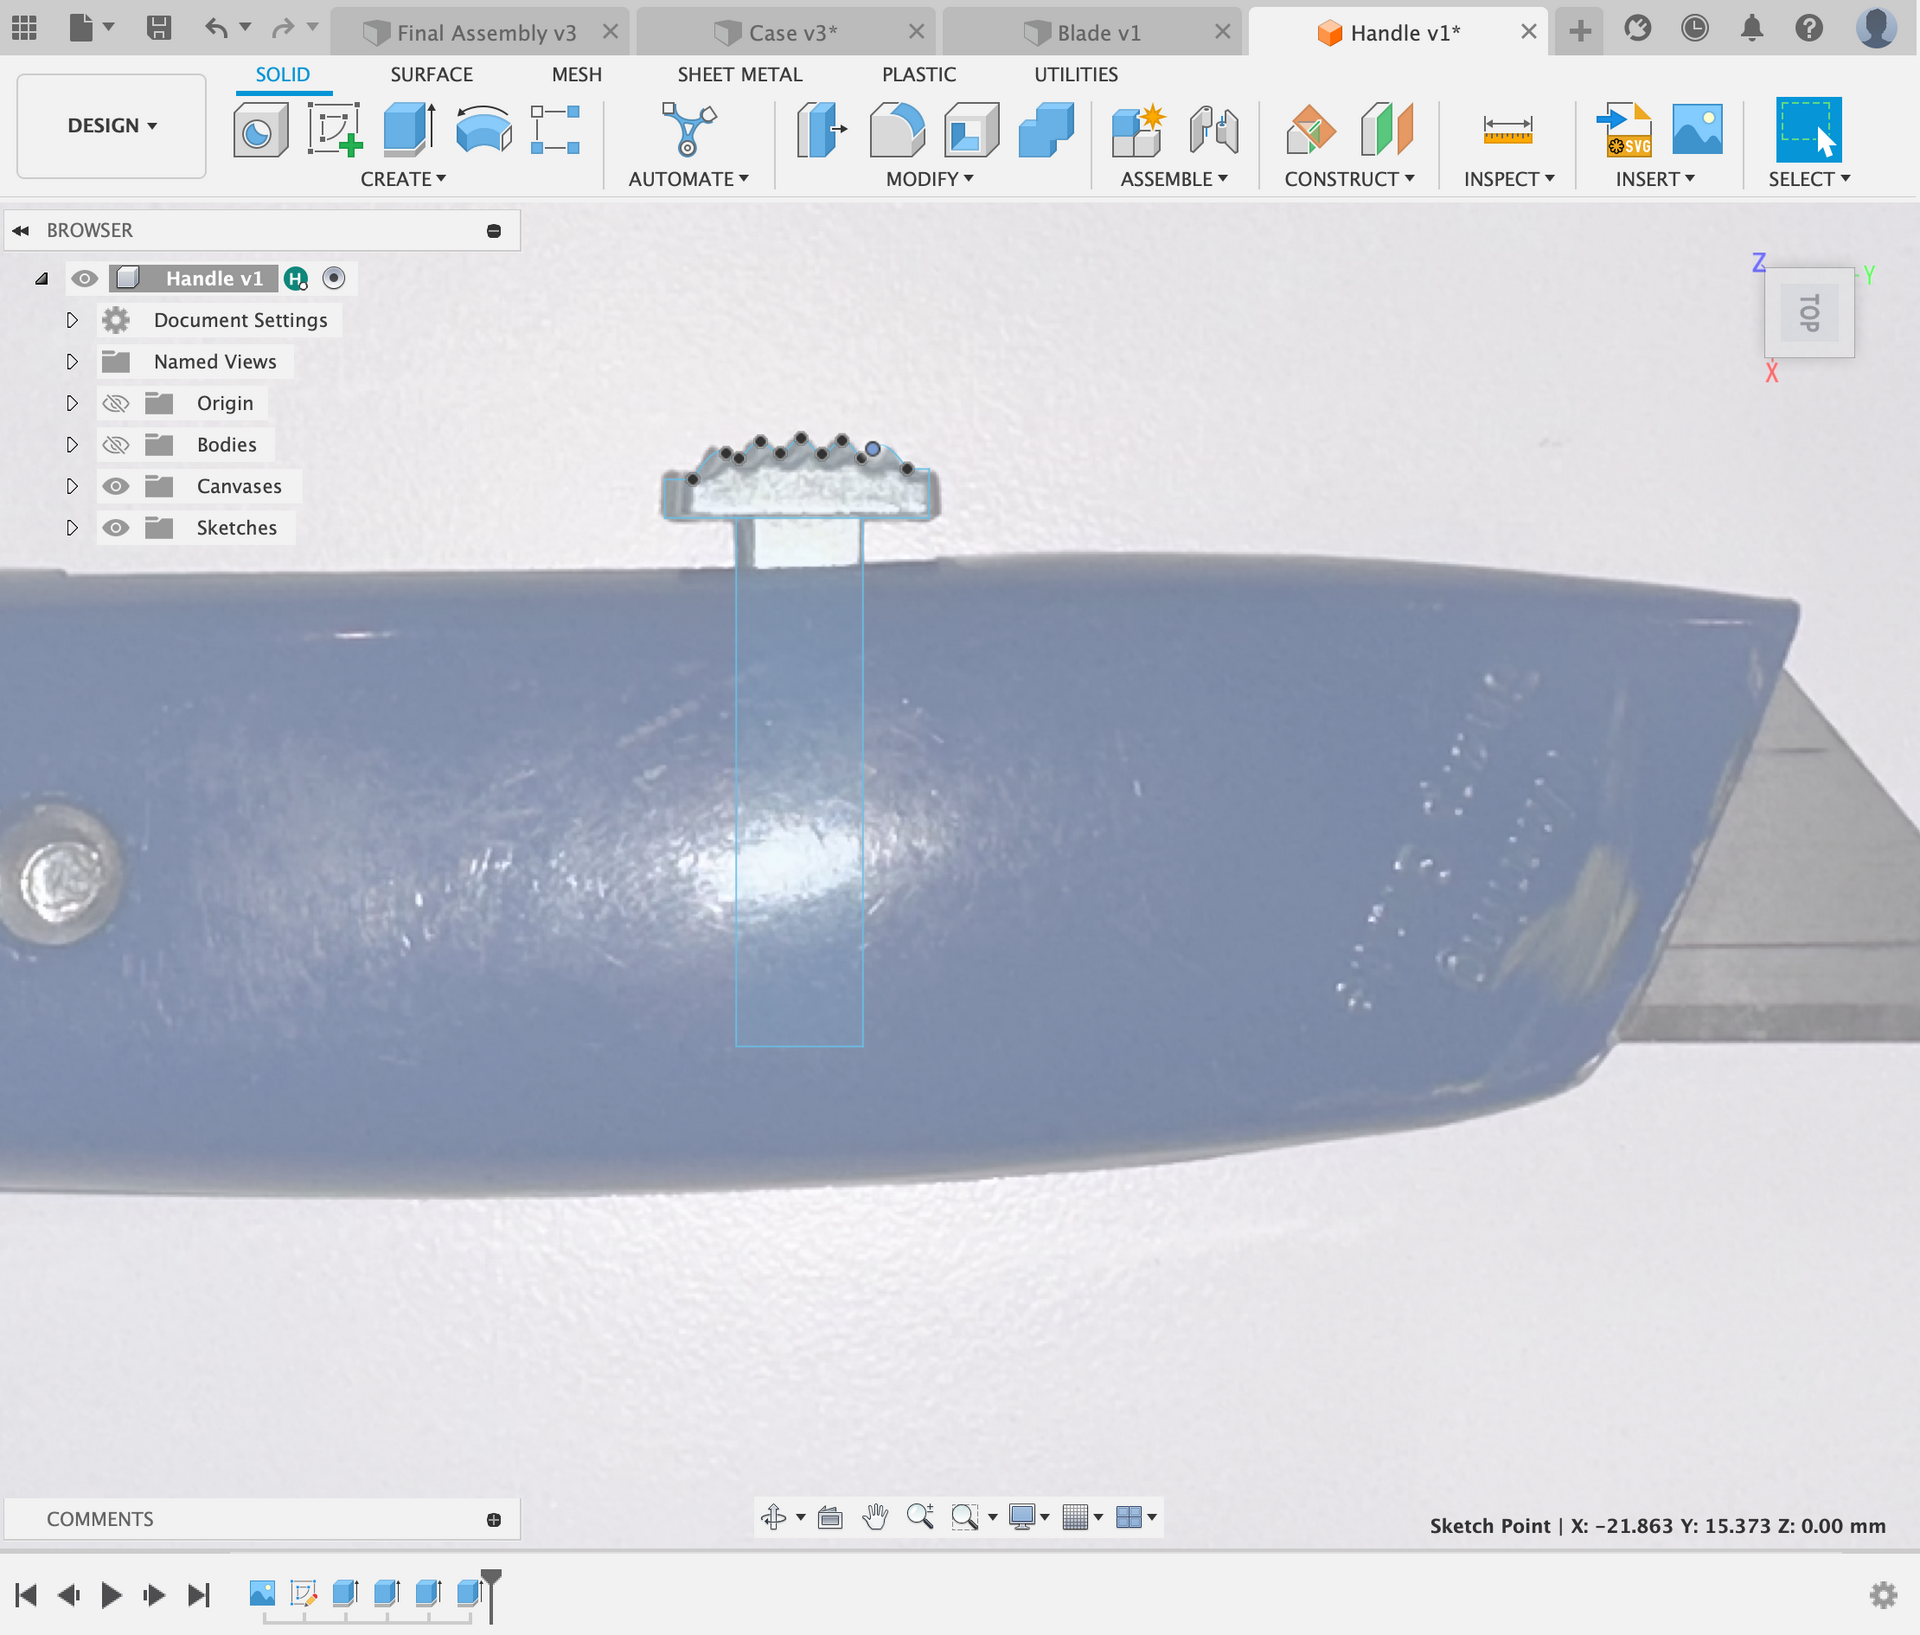 Final Assembly v3
Case v3*
Blade v1
Handle v1*
DESIGN
SOLID
SURFACE
MESH
SHEET METAL
PLASTIC
UTILITIES
SVG
CREATE
AUTOMATE
MODIFY
ASSEMBLE
CONSTRUCT
INSPECT
INSERT
SELECT
BROWSER
Handle v1
H
Document Settings
Named Views
Origin
Bodies
Canvases
Sketches
Z
Y
TOP
X
COMMENTS
Sketch Point | X: -21.863 Y: 15.373 Z: 0.00 mm